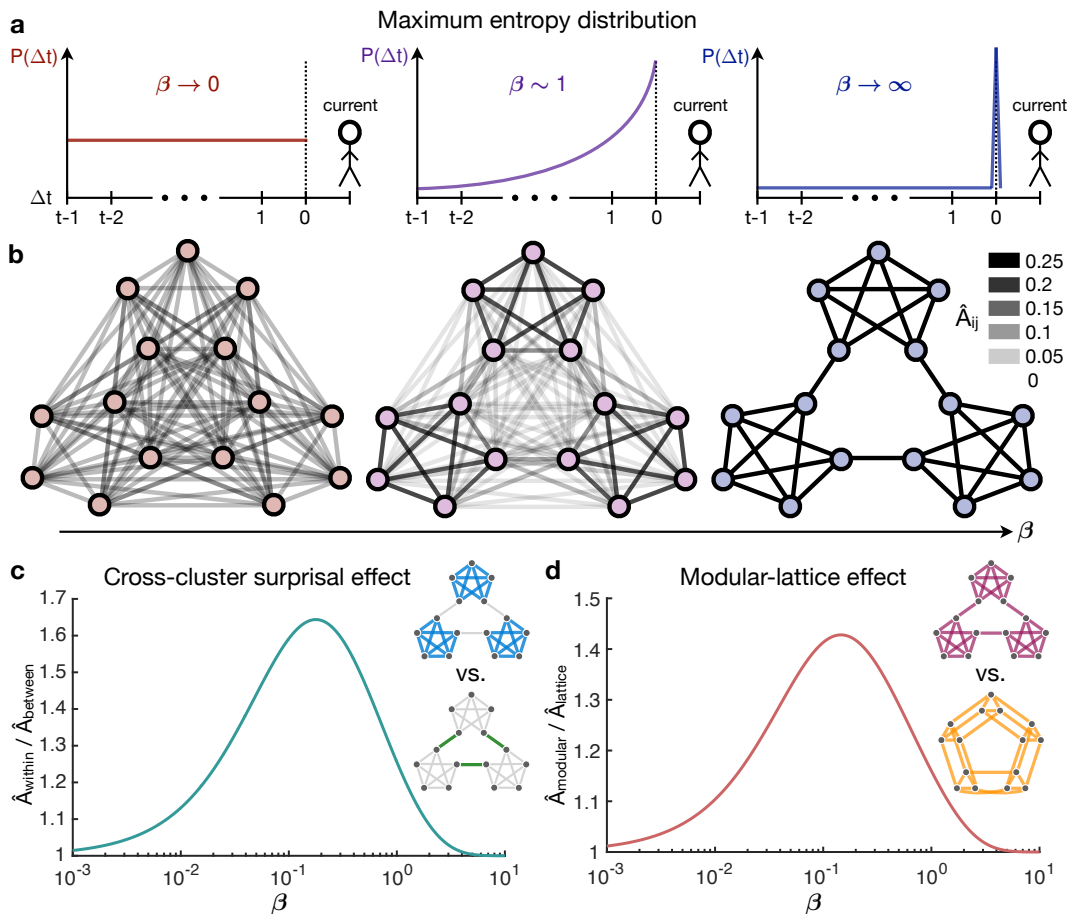 a
Maximum entropy distribution
P(Δt)
β → 0
current
Δt
t-1 t-2 1 0
P(Δt)
β ∼ 1
current
t-1 t-2 1 0
P(Δt)
β → ∞
current
t-1 t-2 1 0
b
Âij
0.25
0.2
0.15
0.1
0.05
0
β
c
Cross-cluster surprisal effect
Âwithin / Âbetween
1.7
1.6
1.5
1.4
1.3
1.2
1.1
1
10⁻³ 10⁻² 10⁻¹ 10⁰ 10¹
β
vs.
d
Modular-lattice effect
Âmodular / Âlattice
1.5
1.4
1.3
1.2
1.1
1
10⁻³ 10⁻² 10⁻¹ 10⁰ 10¹
β
vs.